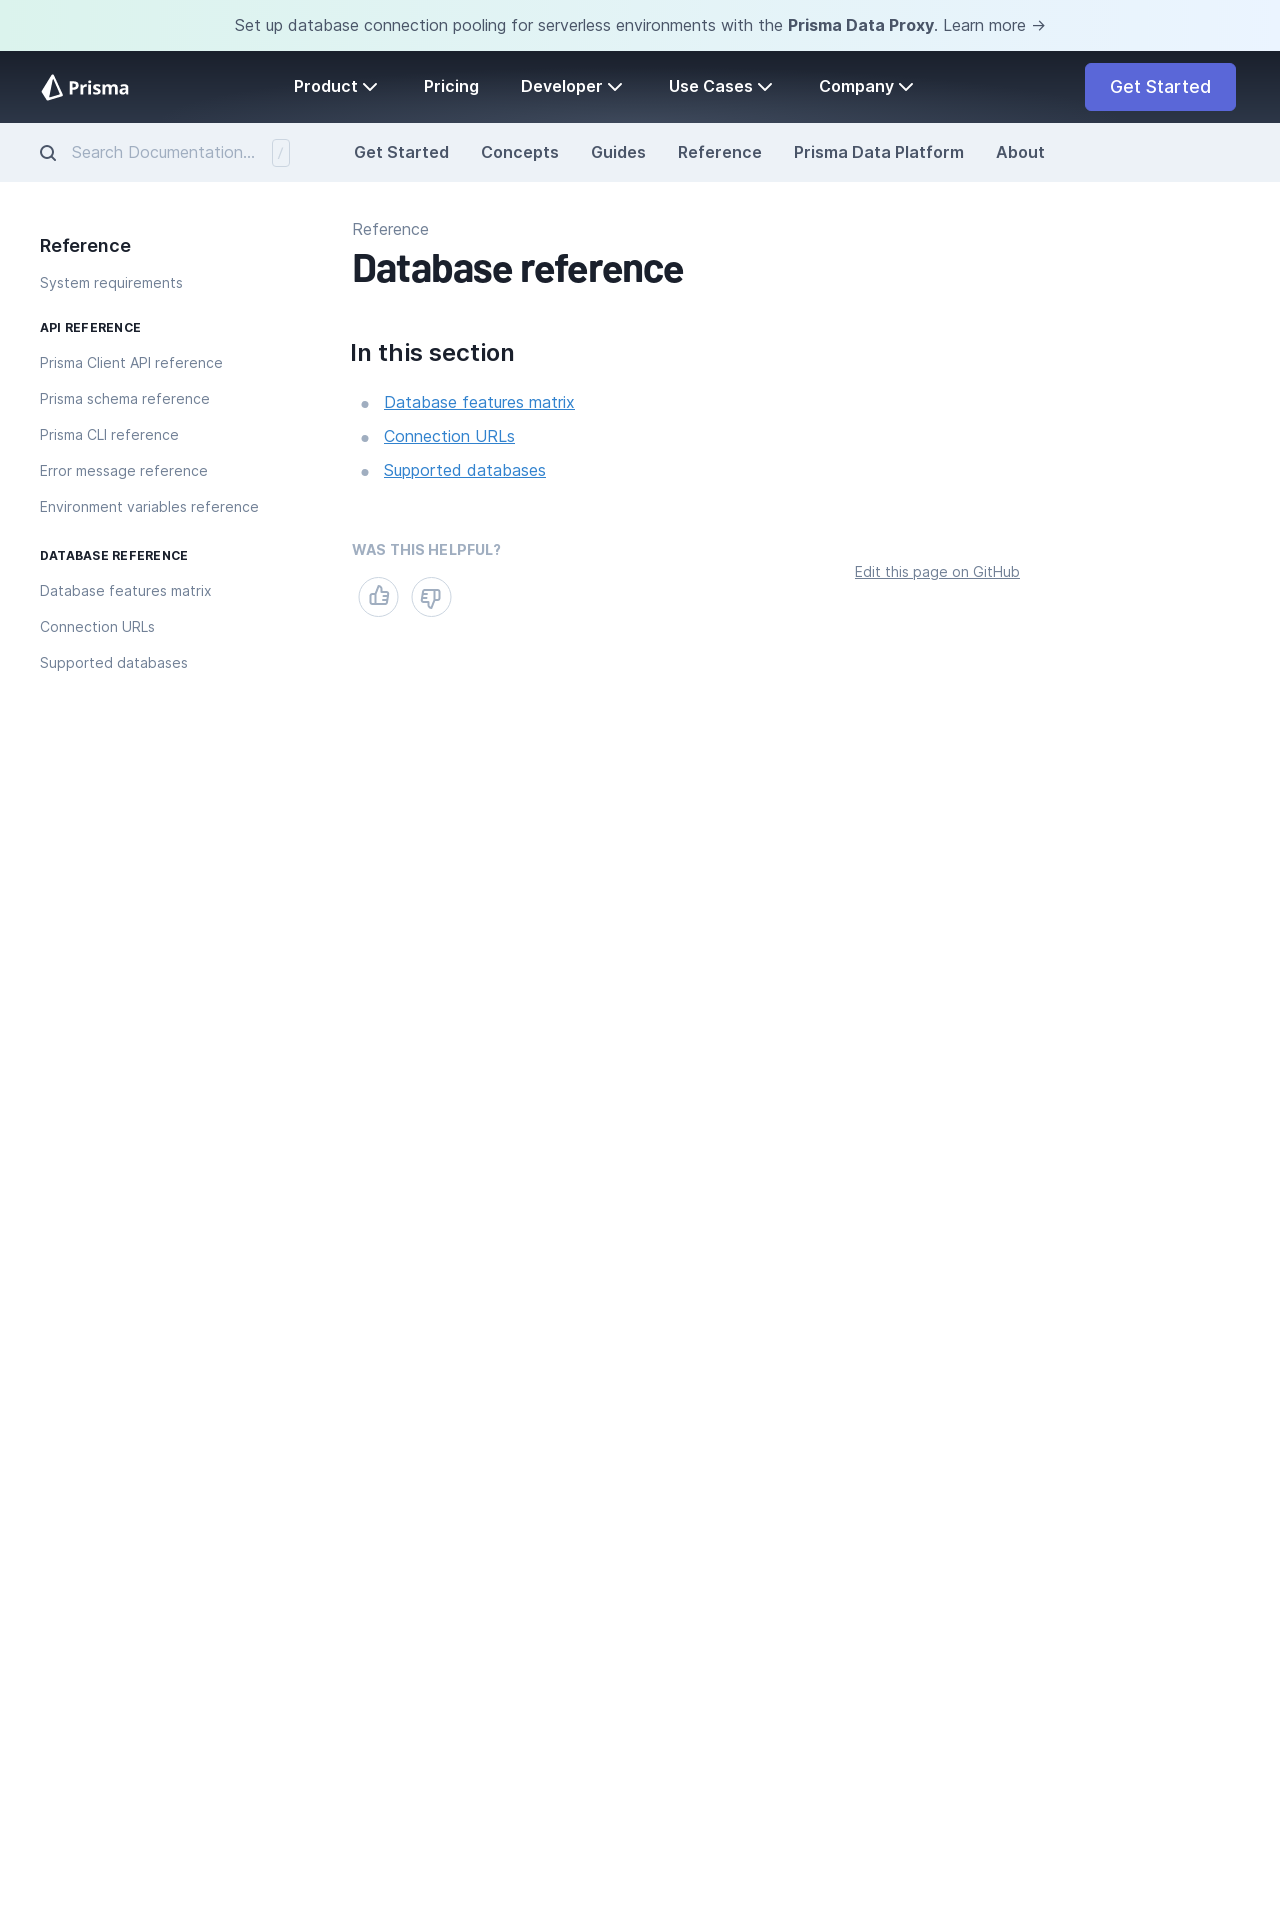 Set up database connection pooling for serverless environments with the Prisma Data Proxy. Learn more →
Prisma
Product
Pricing
Developer
Use Cases
Company
Get Started
Search Documentation...
/
Get Started
Concepts
Guides
Reference
Prisma Data Platform
About
Reference
System requirements
API REFERENCE
Prisma Client API reference
Prisma schema reference
Prisma CLI reference
Error message reference
Environment variables reference
DATABASE REFERENCE
Database features matrix
Connection URLs
Supported databases
Reference
Database reference
In this section
Database features matrix
Connection URLs
Supported databases
WAS THIS HELPFUL?
Edit this page on GitHub